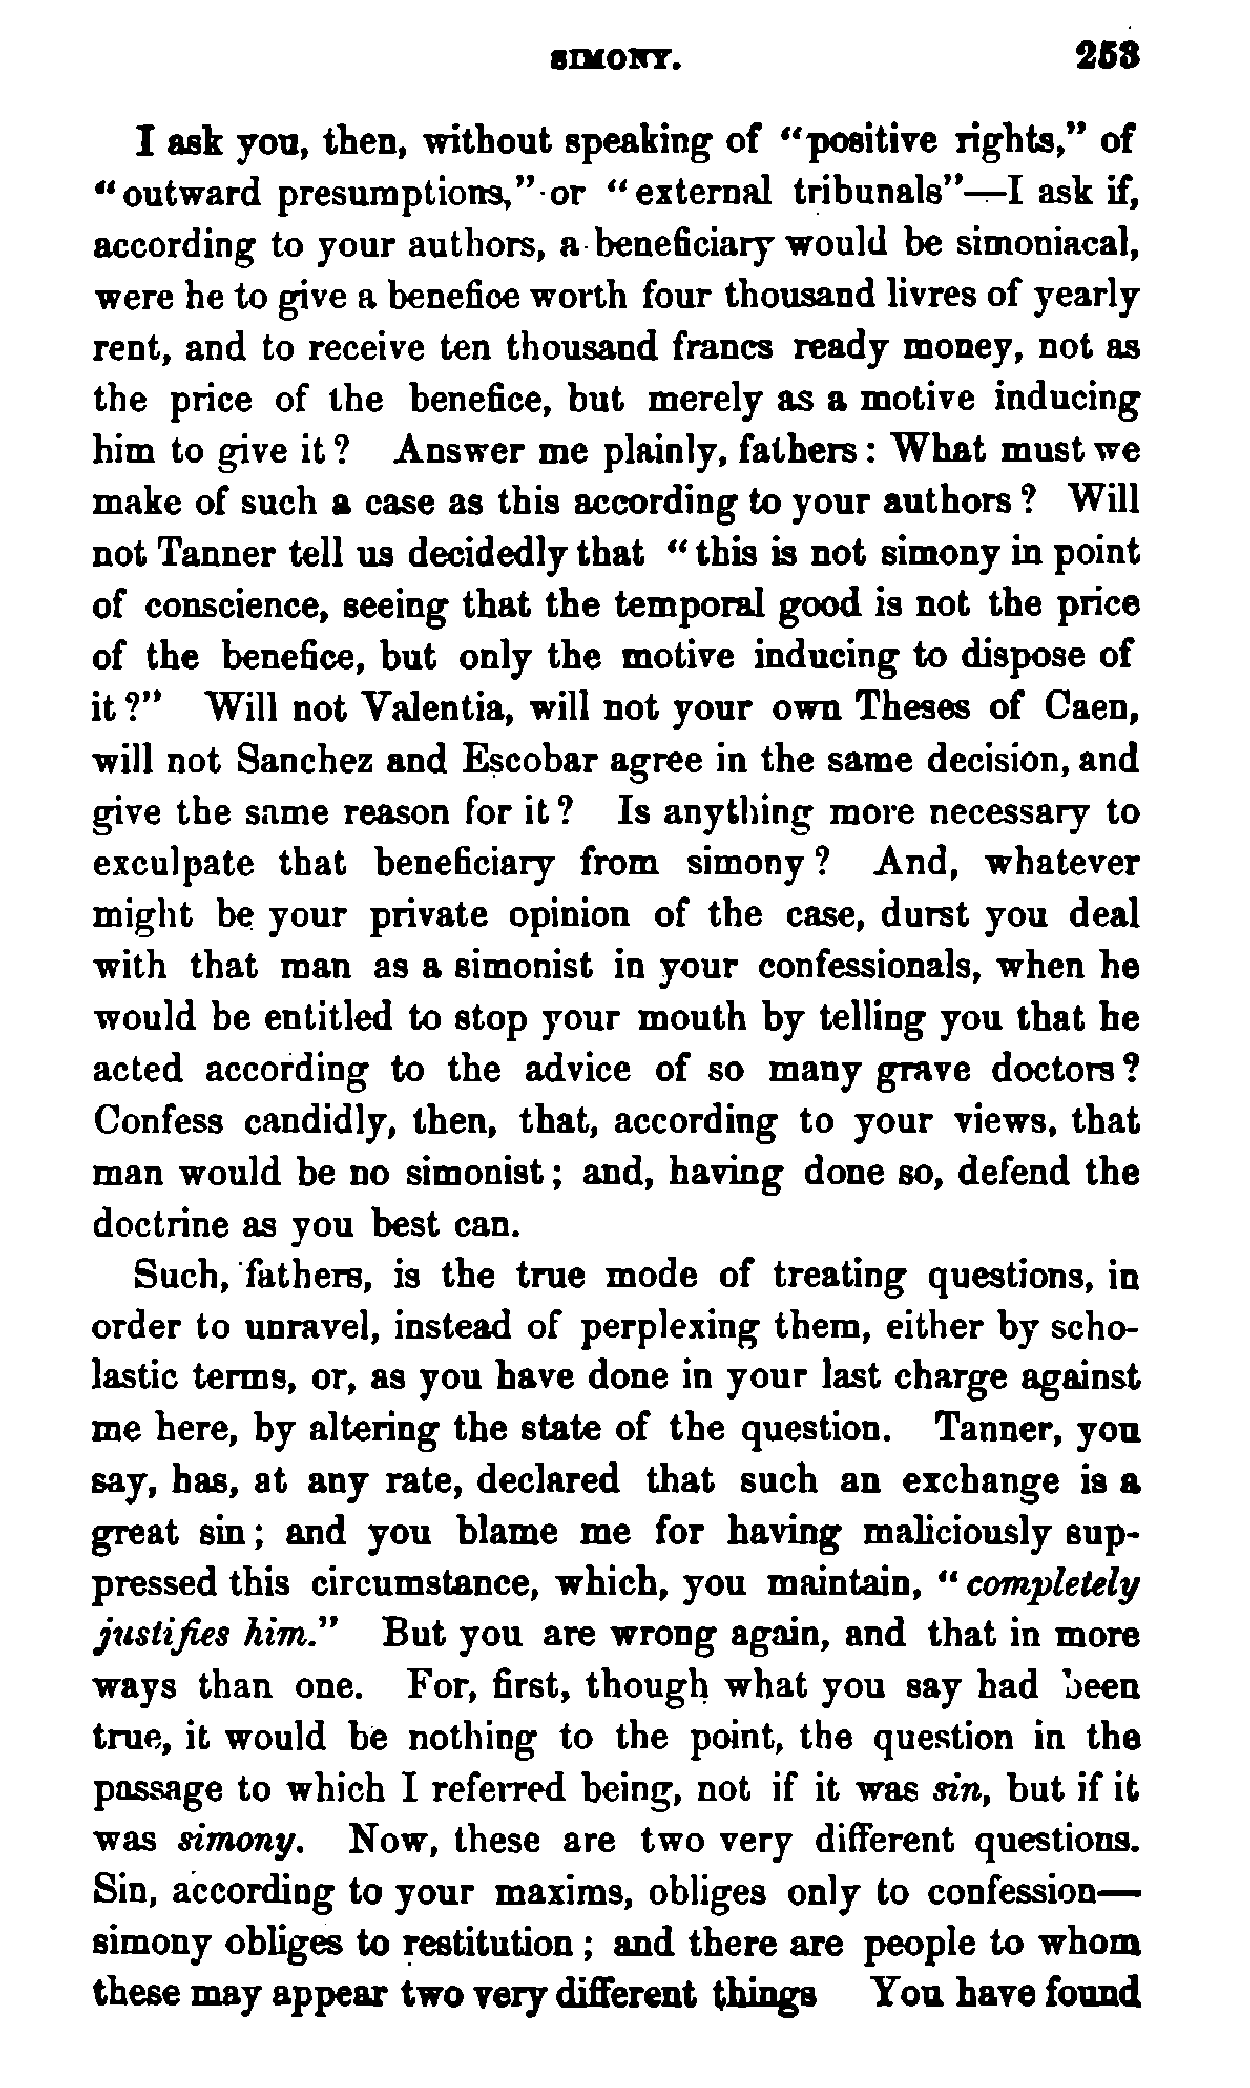 SIMONY. 253
I ask you, then, without speaking of "positive rights," of
"outward presumptions," or "external tribunals"—I ask if,
according to your authors, a beneficiary would be simoniacal,
were he to give a benefice worth four thousand livres of yearly
rent, and to receive ten thousand francs ready money, not as
the price of the benefice, but merely as a motive inducing
him to give it? Answer me plainly, fathers: What must we
make of such a case as this according to your authors? Will
not Tanner tell us decidedly that "this is not simony in point
of conscience, seeing that the temporal good is not the price
of the benefice, but only the motive inducing to dispose of
it?" Will not Valentia, will not your own Theses of Caen,
will not Sanchez and Escobar agree in the same decision, and
give the same reason for it? Is anything more necessary to
exculpate that beneficiary from simony? And, whatever
might be your private opinion of the case, durst you deal
with that man as a simonist in your confessionals, when he
would be entitled to stop your mouth by telling you that he
acted according to the advice of so many grave doctors?
Confess candidly, then, that, according to your views, that
man would be no simonist; and, having done so, defend the
doctrine as you best can.
Such, fathers, is the true mode of treating questions, in
order to unravel, instead of perplexing them, either by scho-
lastic terms, or, as you have done in your last charge against
me here, by altering the state of the question. Tanner, you
say, has, at any rate, declared that such an exchange is a
great sin; and you blame me for having maliciously sup-
pressed this circumstance, which, you maintain, "completely
justifies him." But you are wrong again, and that in more
ways than one. For, first, though what you say had been
true, it would be nothing to the point, the question in the
passage to which I referred being, not if it was sin, but if it
was simony. Now, these are two very different questions.
Sin, according to your maxims, obliges only to confession—
simony obliges to restitution; and there are people to whom
these may appear two very different things You have found